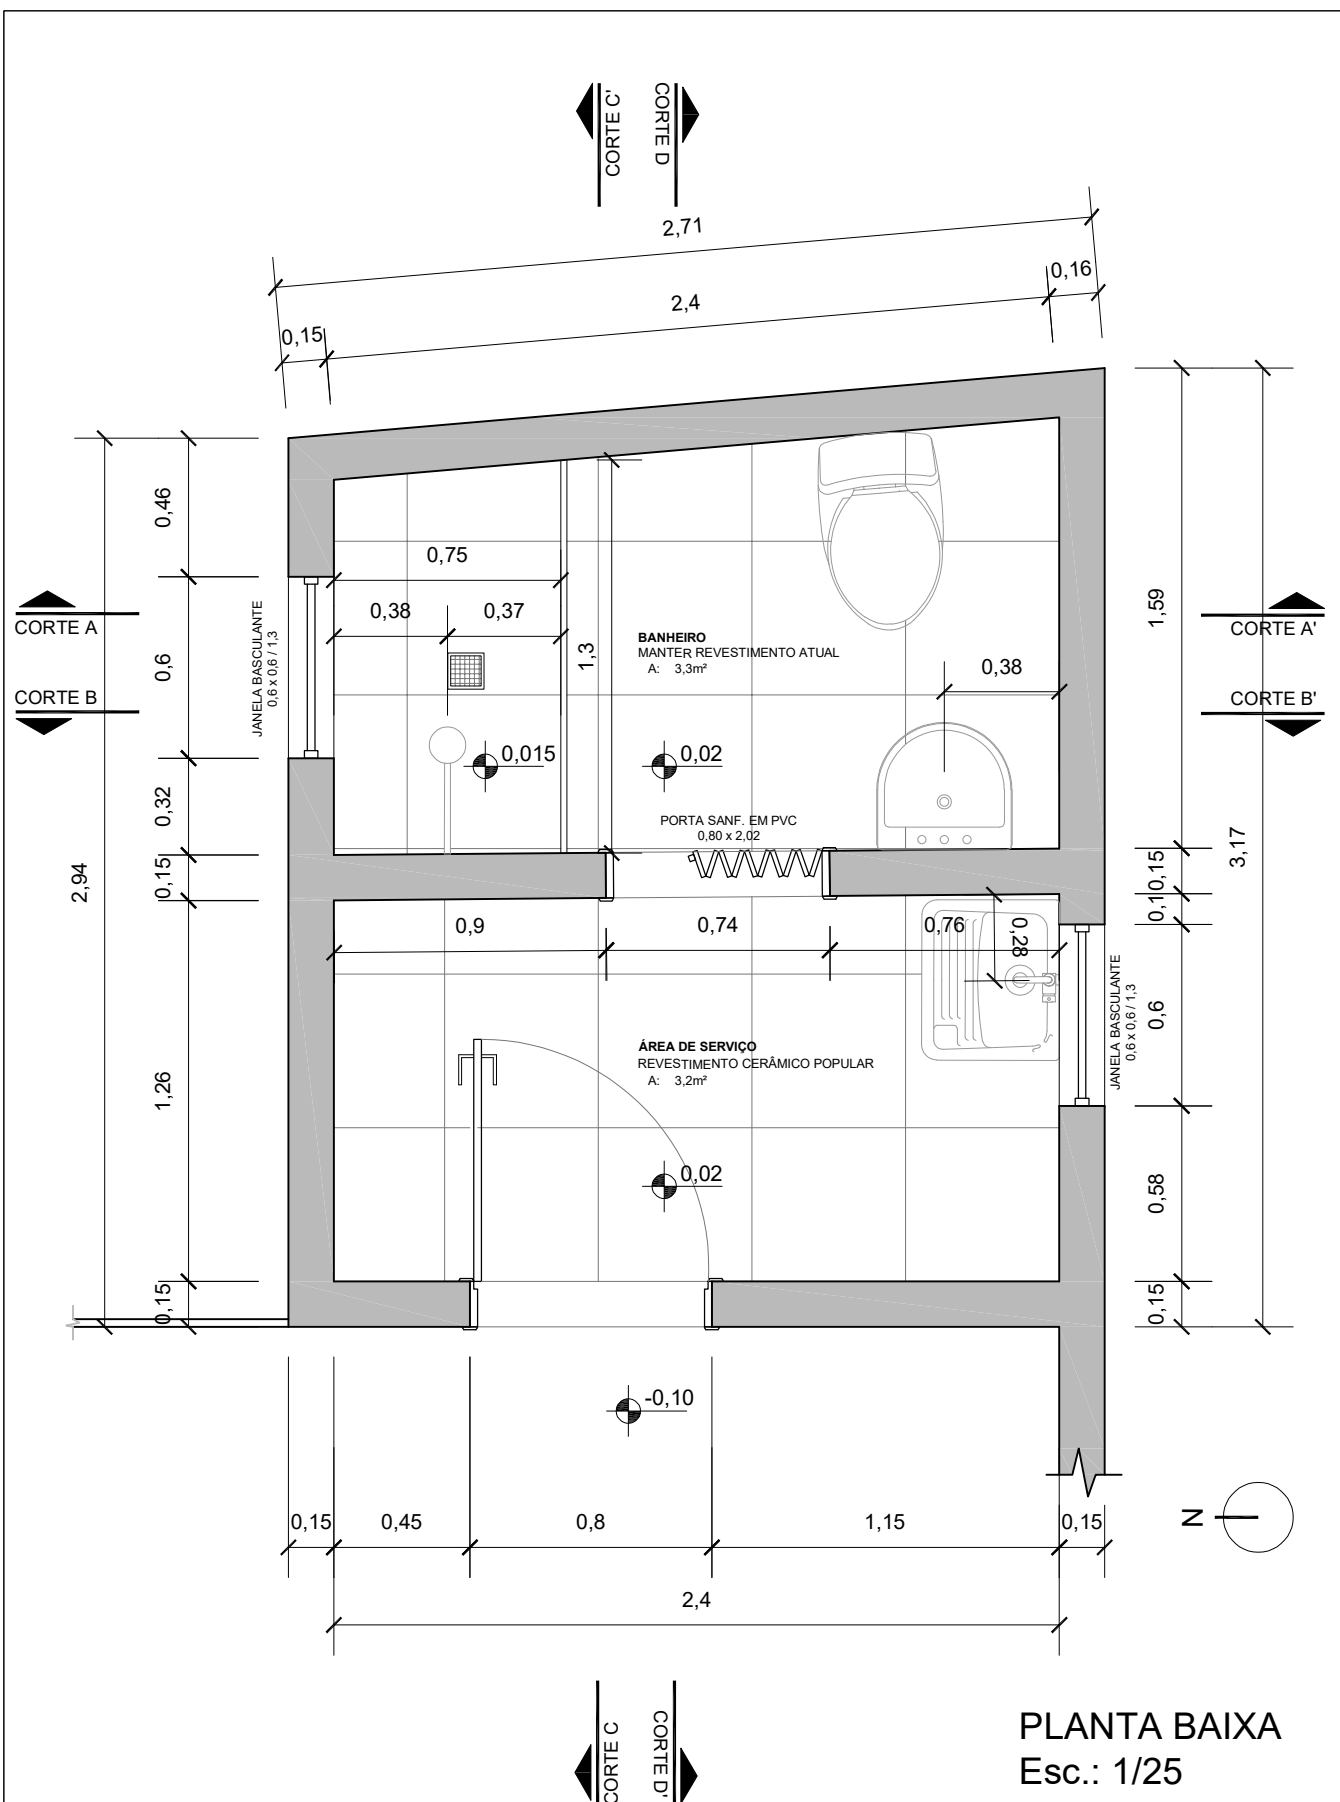 CORTE C'
CORTE D
2,71
0,16
2,4
0,15
0,46
0,75
0,38
0,37
1,3
1,59
CORTE A
CORTE A'
0,6
JANELA BASCULANTE
0,6 x 0,6 / 1,3
BANHEIRO
MANTER REVESTIMENTO ATUAL
A: 3,3m²
0,38
CORTE B
CORTE B'
0,015
0,02
0,32
PORTA SANF. EM PVC
0,80 x 2,02
2,94
0,15
3,17
0,15
0,1
0,9
0,74
0,76
0,28
JANELA BASCULANTE
0,6 x 0,6 / 1,3
0,6
ÁREA DE SERVIÇO
REVESTIMENTO CERÂMICO POPULAR
A: 3,2m²
1,26
0,02
0,58
0,15
0,15
-0,10
0,15
0,45
0,8
1,15
0,15
N
2,4
CORTE C
CORTE D'
PLANTA BAIXA
Esc.: 1/25